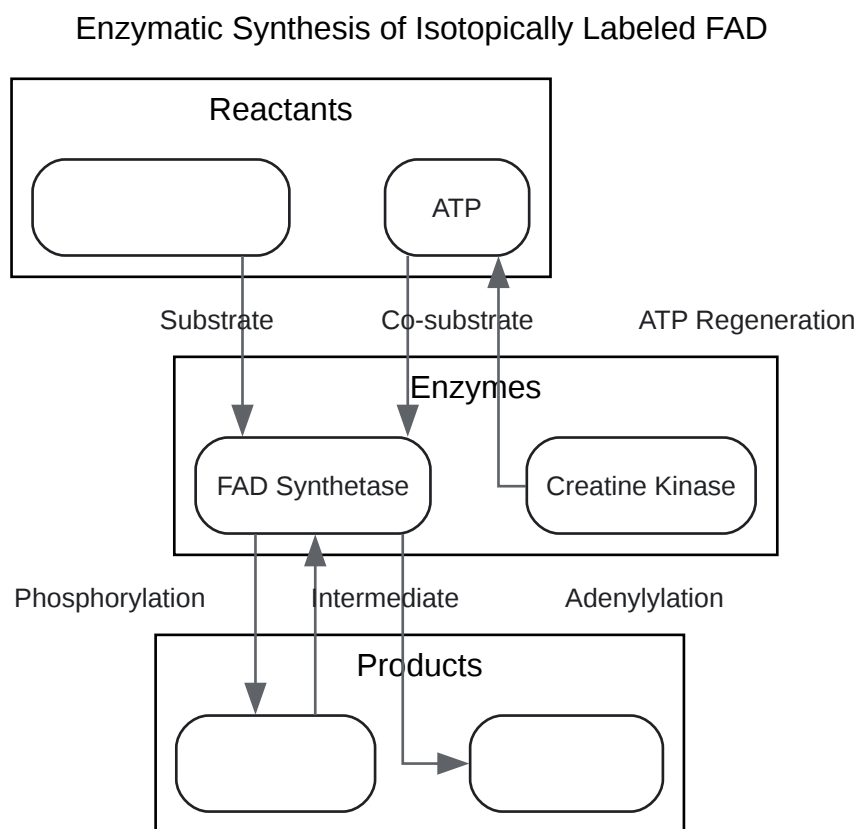 Enzymatic Synthesis of Isotopically Labeled FAD
Reactants
ATP
Substrate
Co-substrate
ATP Regeneration
Enzymes
FAD Synthetase
Creatine Kinase
Phosphorylation
Intermediate
Adenylylation
Products